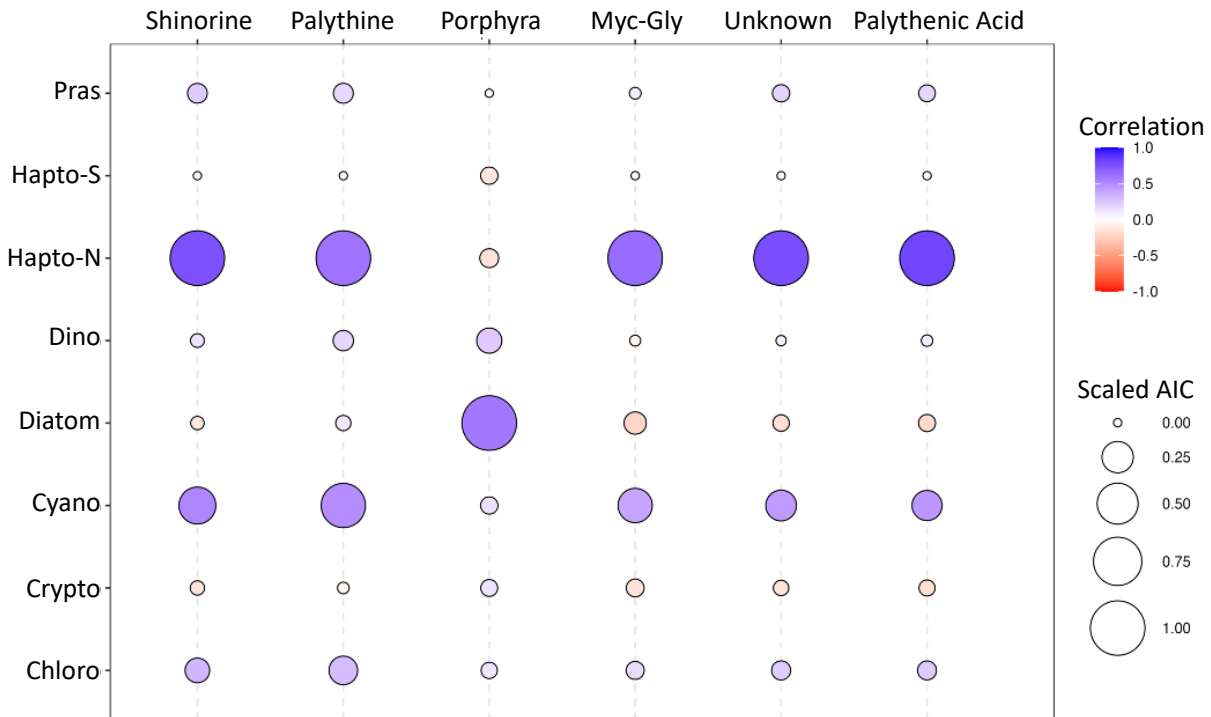 Shinorine Palythine Porphyra Myc-Gly Unknown Palythenic Acid
Pras
Hapto-S
Hapto-N
Dino
Diatom
Cyano
Crypto
Chloro
Correlation
1.0
0.5
0.0
-0.5
-1.0
Scaled AIC
0.00
0.25
0.50
0.75
1.00